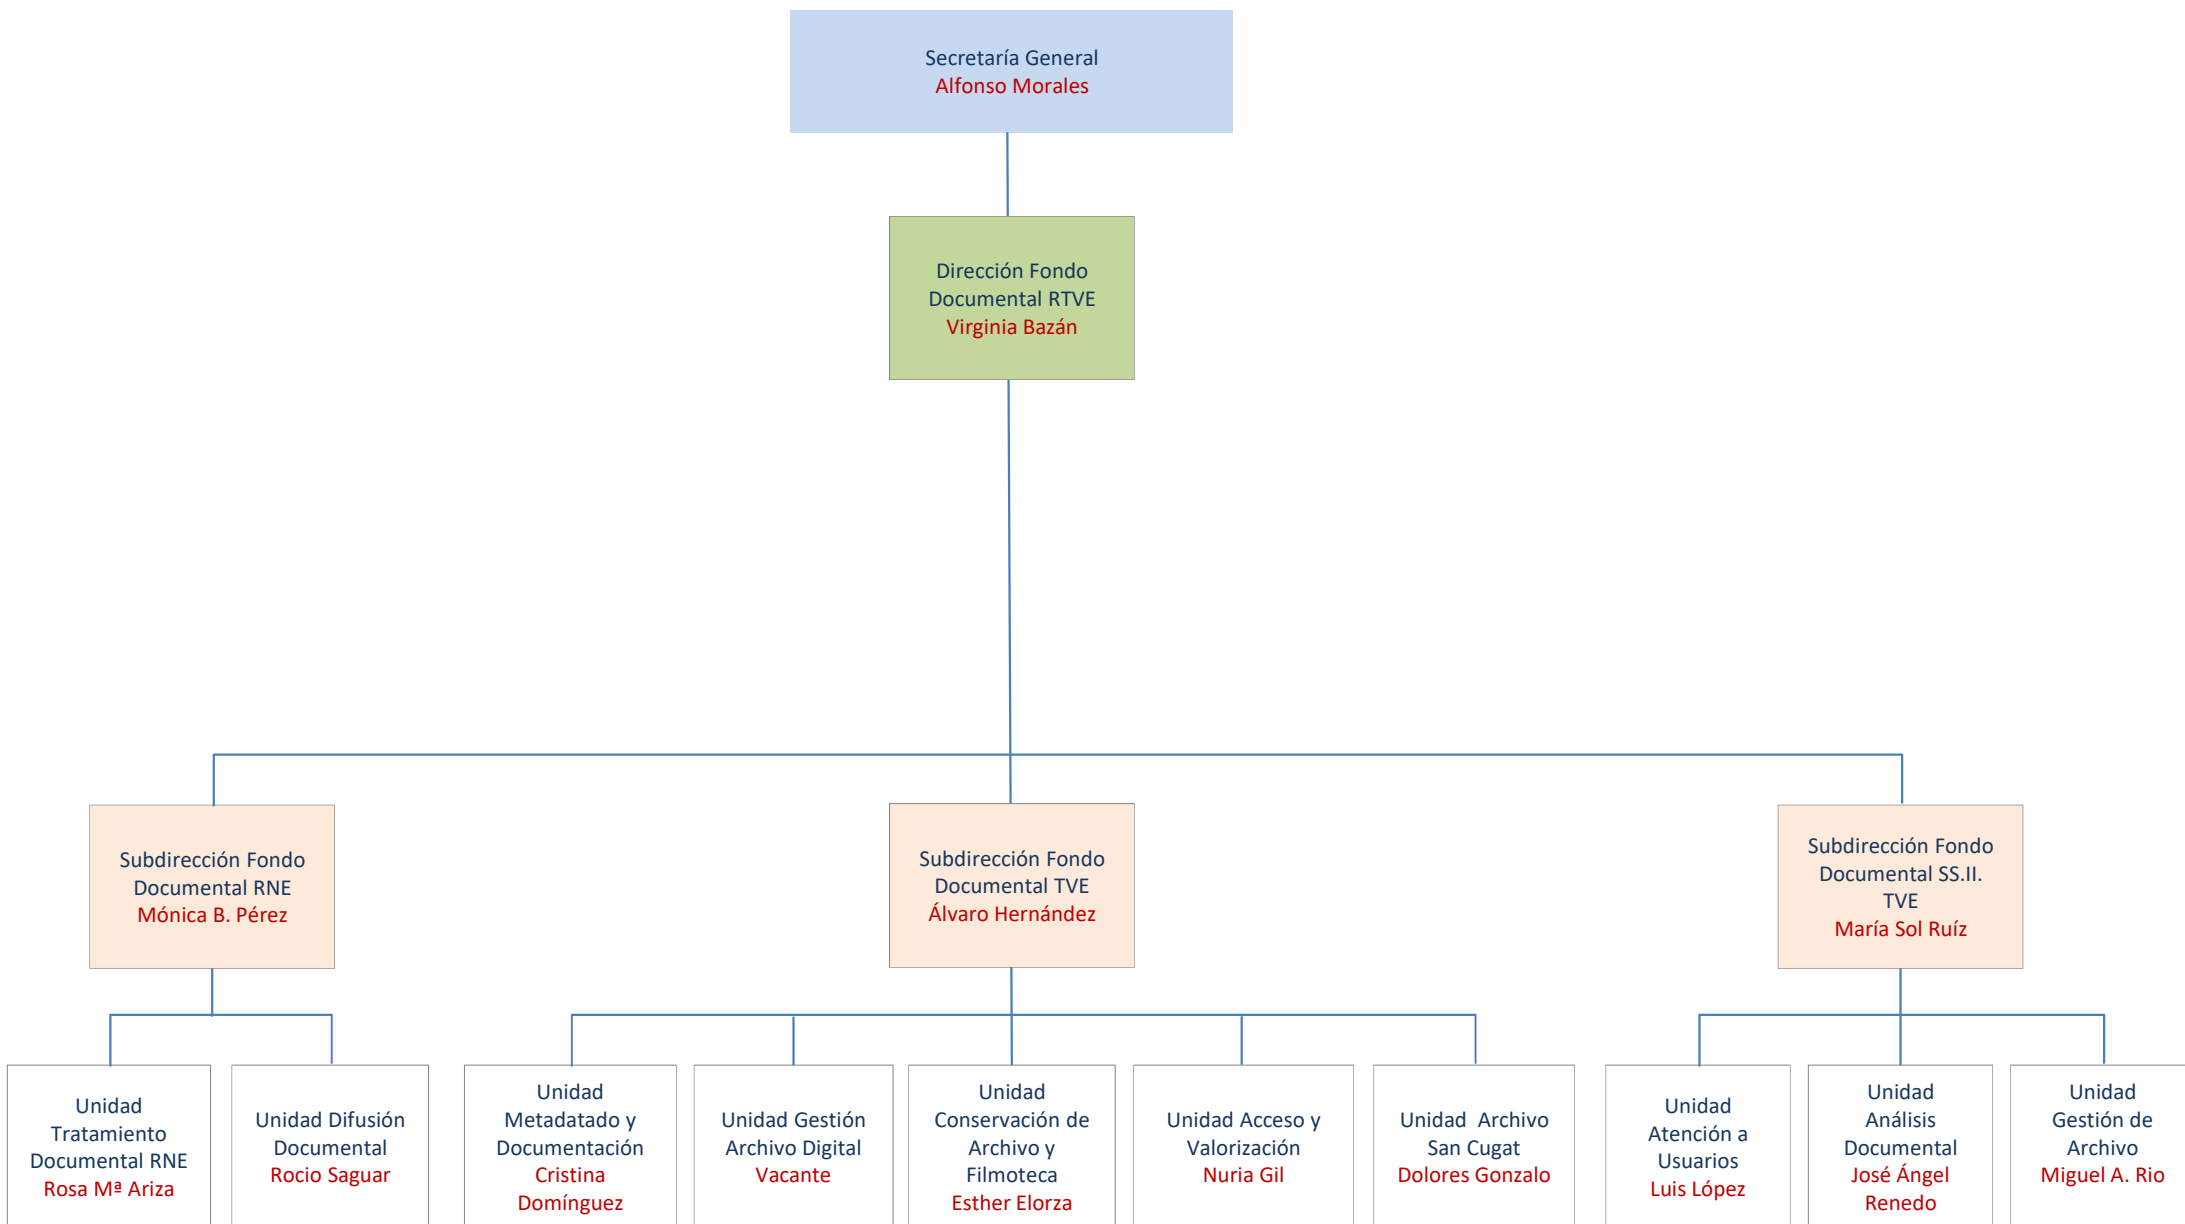 Secretaría General
Alfonso Morales
Dirección Fondo
Documental RTVE
Virginia Bazán
Subdirección Fondo
Documental RNE
Mónica B. Pérez
Subdirección Fondo
Documental TVE
Álvaro Hernández
Subdirección Fondo
Documental SS.II.
TVE
María Sol Ruíz
Unidad
Tratamiento
Documental RNE
Rosa Mª Ariza
Unidad Difusión
Documental
Rocio Saguar
Unidad
Metadatado y
Documentación
Cristina
Domínguez
Unidad Gestión
Archivo Digital
Vacante
Unidad
Conservación de
Archivo y
Filmoteca
Esther Elorza
Unidad Acceso y
Valorización
Nuria Gil
Unidad Archivo
San Cugat
Dolores Gonzalo
Unidad
Atención a
Usuarios
Luis López
Unidad
Análisis
Documental
José Ángel
Renedo
Unidad
Gestión de
Archivo
Miguel A. Rio